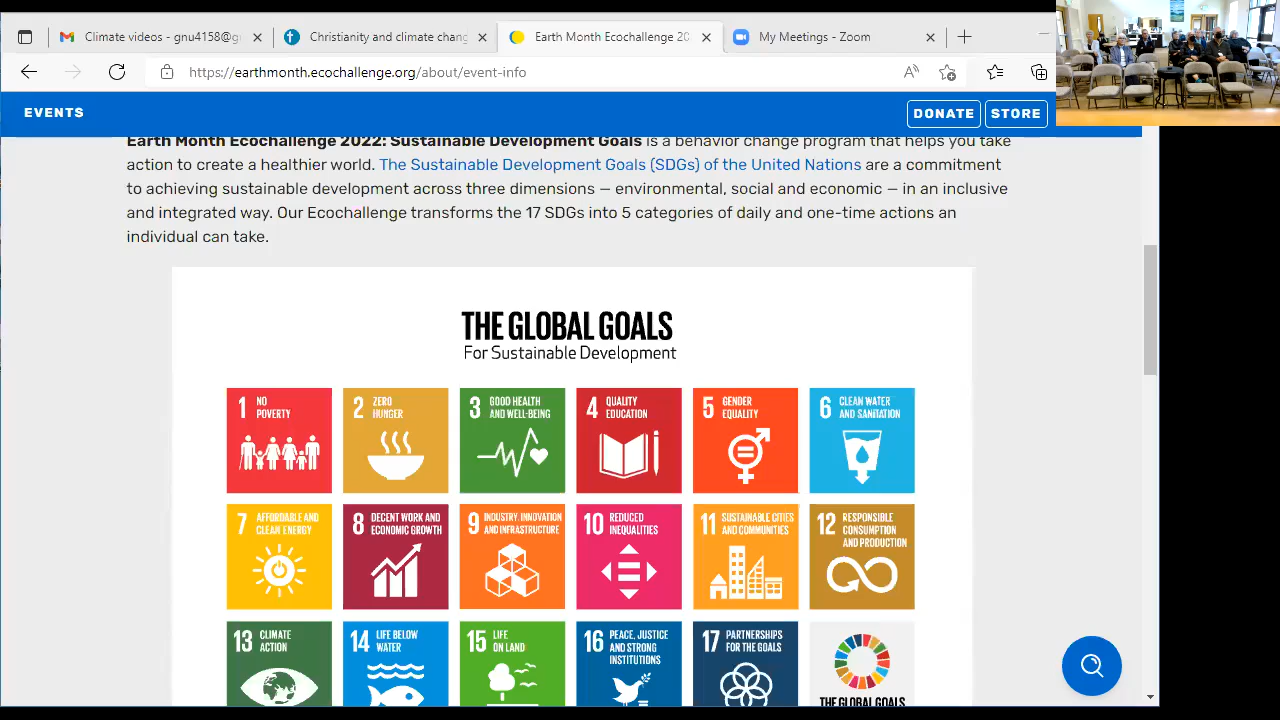 Climate videos - gnu4158@g
Christianity and climate chan
Earth Month Ecochallenge 20
My Meetings - Zoom
https://earthmonth.ecochallenge.org/about/event-info
EVENTS
DONATE
STORE
Earth Month Ecochallenge 2022: Sustainable Development Goals is a behavior change program that helps you take
action to create a healthier world. The Sustainable Development Goals (SDGs) of the United Nations are a commitment
to achieving sustainable development across three dimensions — environmental, social and economic — in an inclusive
and integrated way. Our Ecochallenge transforms the 17 SDGs into 5 categories of daily and one-time actions an
individual can take.
THE GLOBAL GOALS
For Sustainable Development
1 NO
POVERTY
2 ZERO
HUNGER
3 GOOD HEALTH
AND WELL-BEING
4 QUALITY
EDUCATION
5 GENDER
EQUALITY
6 CLEAN WATER
AND SANITATION
7 AFFORDABLE AND
CLEAN ENERGY
8 DECENT WORK AND
ECONOMIC GROWTH
9 INDUSTRY, INNOVATION
AND INFRASTRUCTURE
10 REDUCED
INEQUALITIES
11 SUSTAINABLE CITIES
AND COMMUNITIES
12 RESPONSIBLE
CONSUMPTION
AND PRODUCTION
13 CLIMATE
ACTION
14 LIFE BELOW
WATER
15 LIFE
ON LAND
16 PEACE, JUSTICE
AND STRONG
INSTITUTIONS
17 PARTNERSHIPS
FOR THE GOALS
THE GLOBAL GOALS